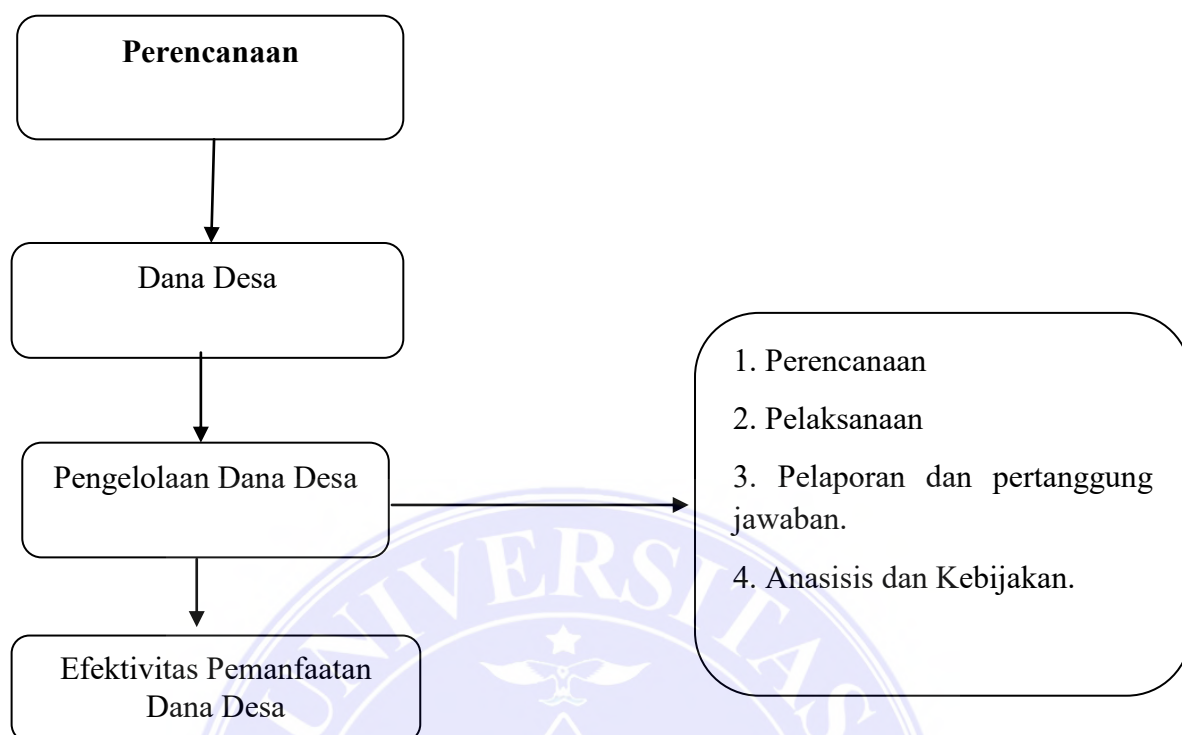 Perencanaan
Dana Desa
Pengelolaan Dana Desa
Efektivitas Pemanfaatan
Dana Desa
1. Perencanaan
2. Pelaksanaan
3. Pelaporan dan pertanggung
jawaban.
4. Anasisis dan Kebijakan.
UNIVERSITAS